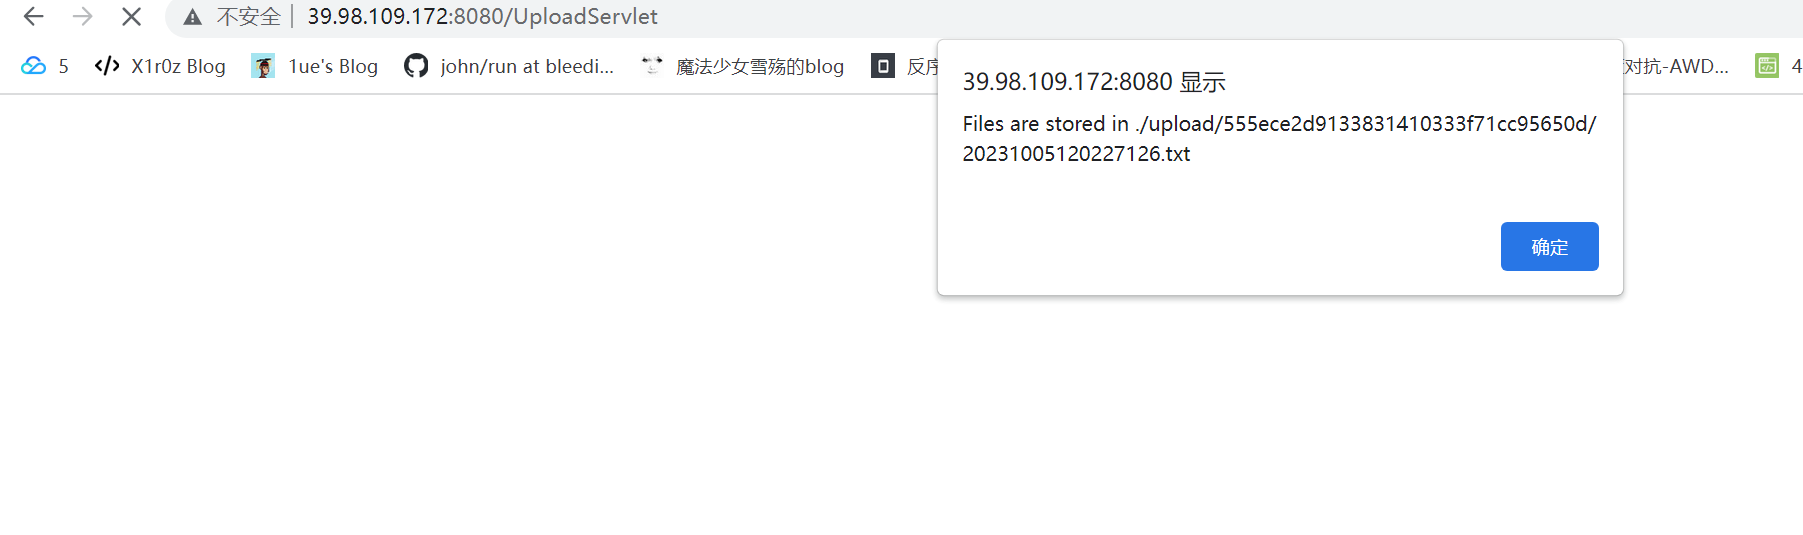 不安全 39.98.109.172:8080/UploadServlet
5 X1r0z Blog 1ue's Blog john/run at bleedi... 魔法少女雪殇的blog 反序 对抗-AWD... 4
39.98.109.172:8080 显示
Files are stored in ./upload/555ece2d9133831410333f71cc95650d/
20231005120227126.txt
确定